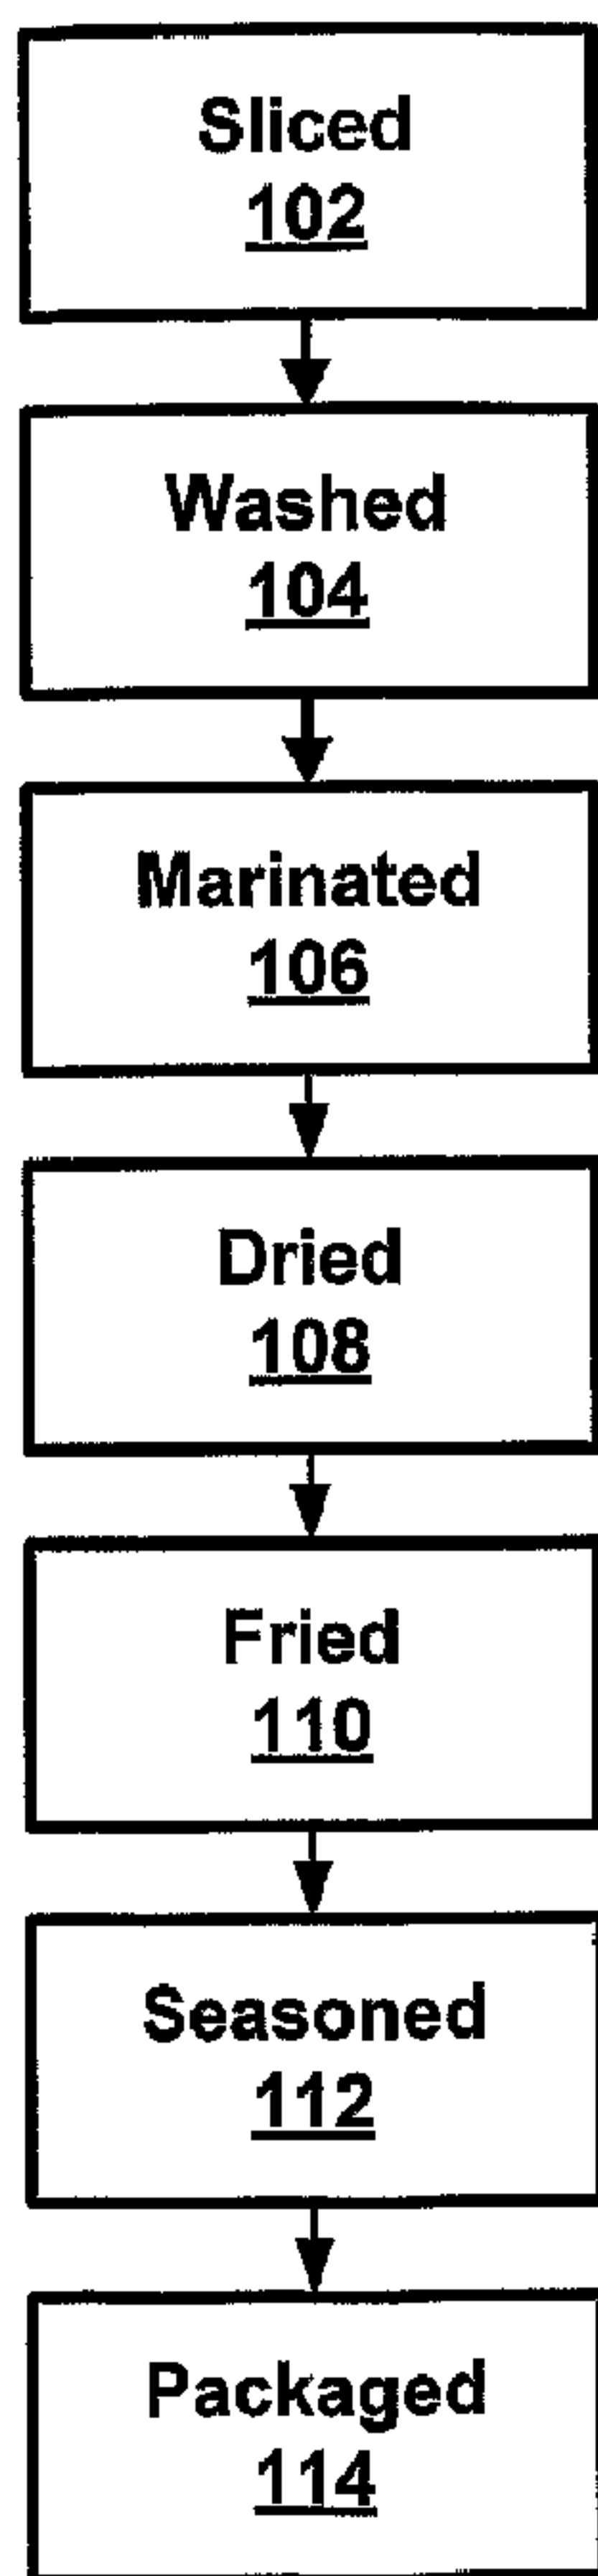 Sliced
102
Washed
104
Marinated
106
Dried
108
Fried
110
Seasoned
112
Packaged
114